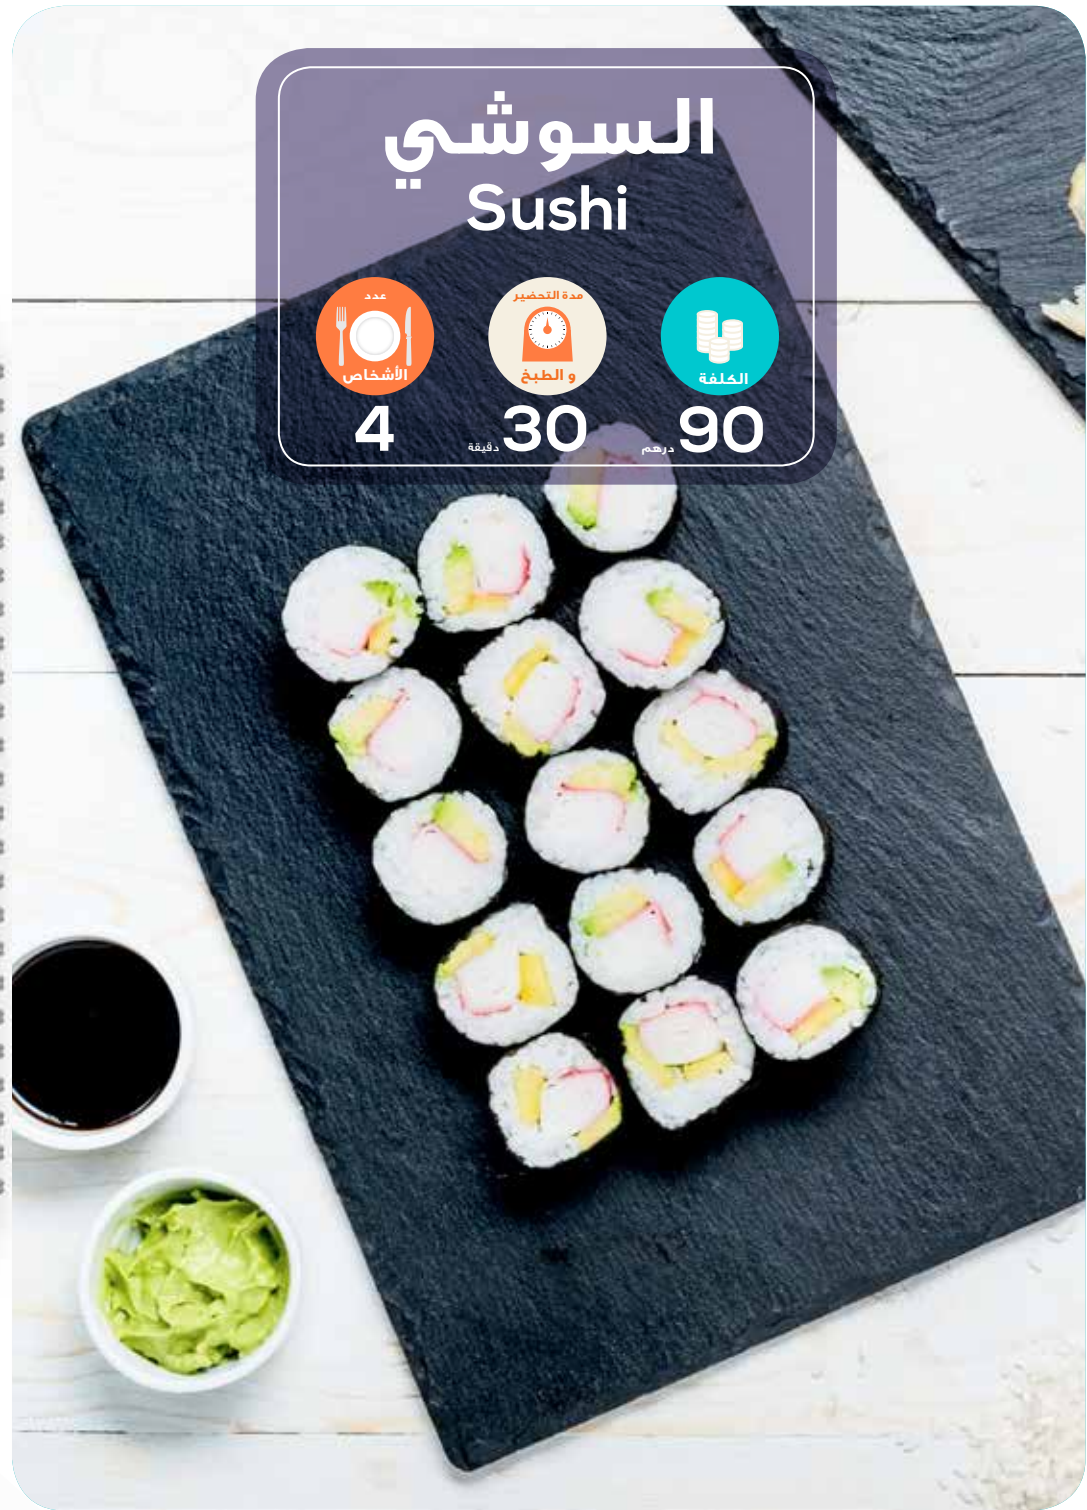 السوشي
Sushi
عدد
الأشخاص
4
مدة التحضير
و الطبخ
30 دقيقة
الكلفة
90 درهم